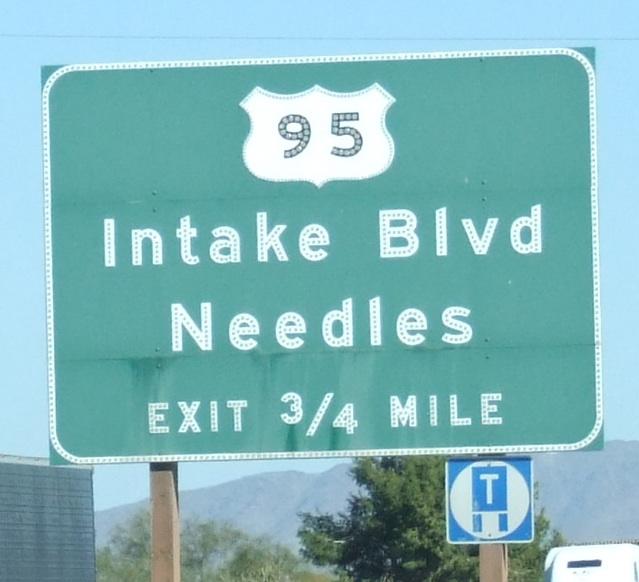 95
Intake Blvd
Needles
EXIT 3/4 MILE
T